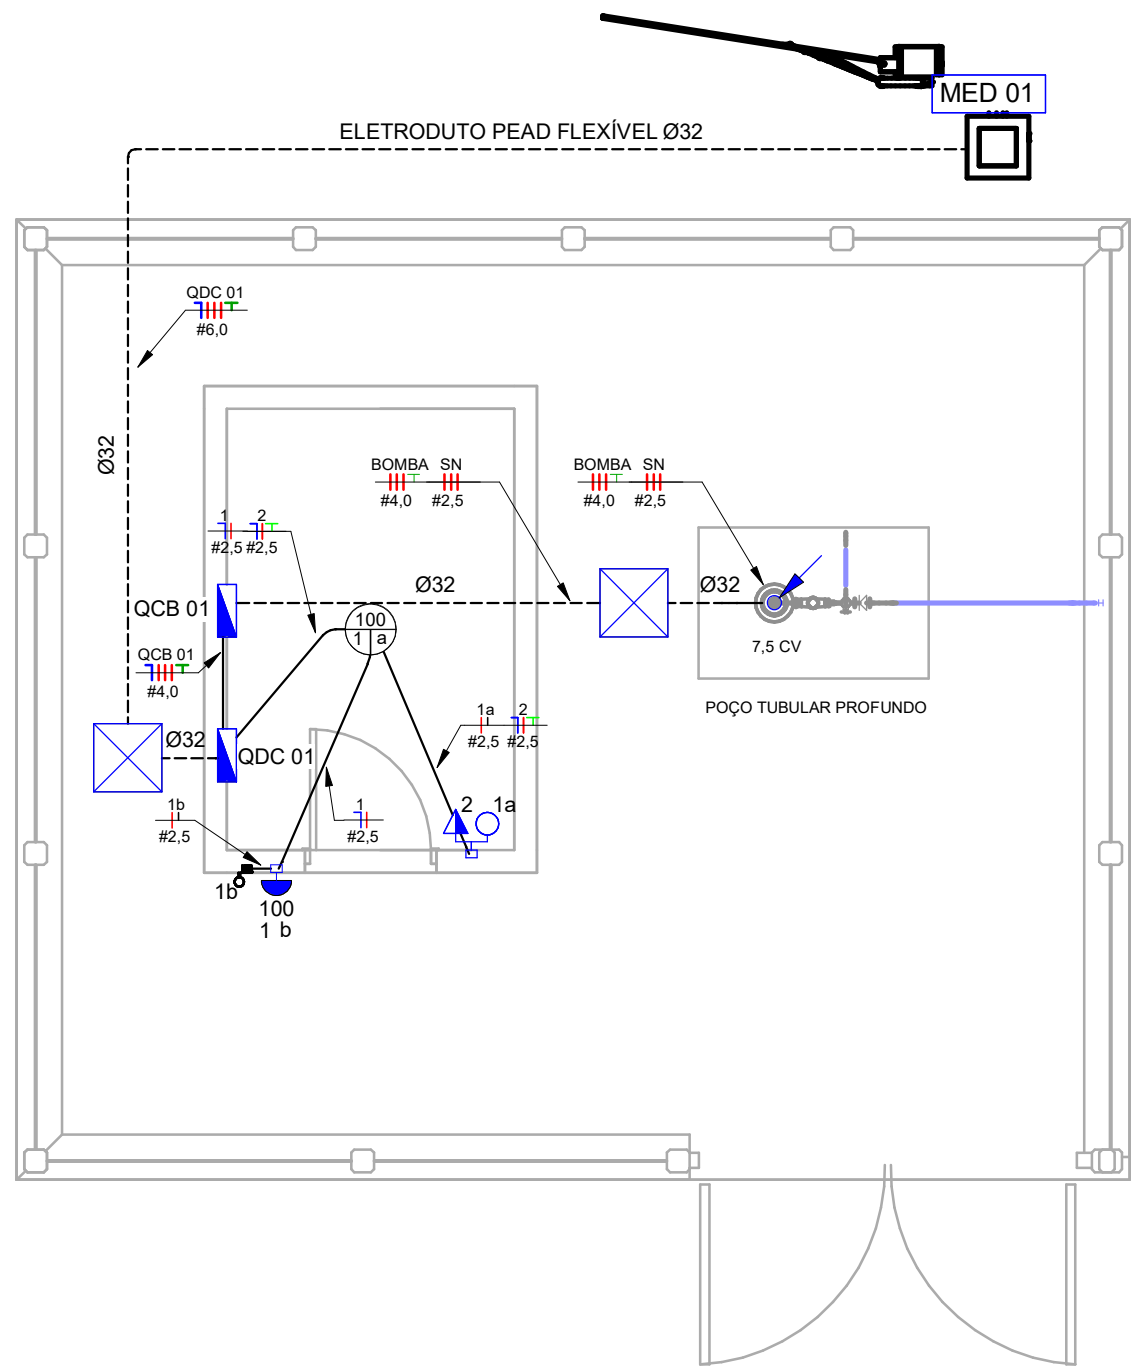 MED 01
ELETRODUTO PEAD FLEXÍVEL Ø32
QDC 01
#6,0
Ø32
BOMBA SN
#4,0 #2,5
BOMBA SN
#4,0 #2,5
1 2
#2,5 #2,5
Ø32
Ø32
QCB 01
100
1 a
7,5 CV
QCB 01
#4,0
POÇO TUBULAR PROFUNDO
1a 2
#2,5 #2,5
Ø32
QDC 01
1b
#2,5
1
#2,5
2 1a
1b
100
1 b